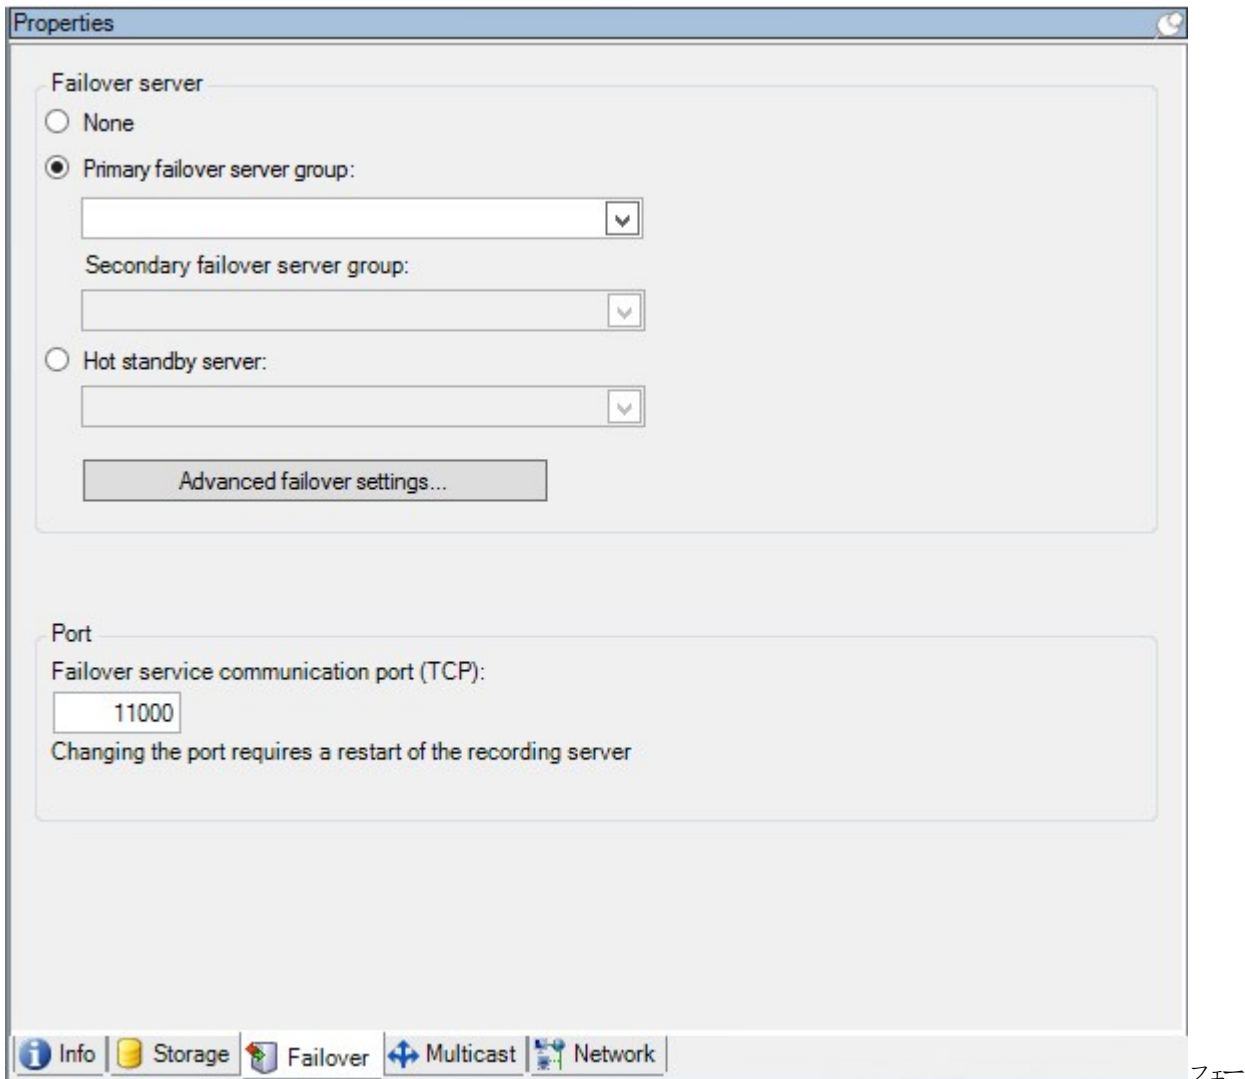 Properties
Failover server
None
Primary failover server group:
Secondary failover server group:
Hot standby server:
Advanced failover settings...
Port
Failover service communication port (TCP):
11000
Changing the port requires a restart of the recording server
Info Storage Failover Multicast Network
フェー